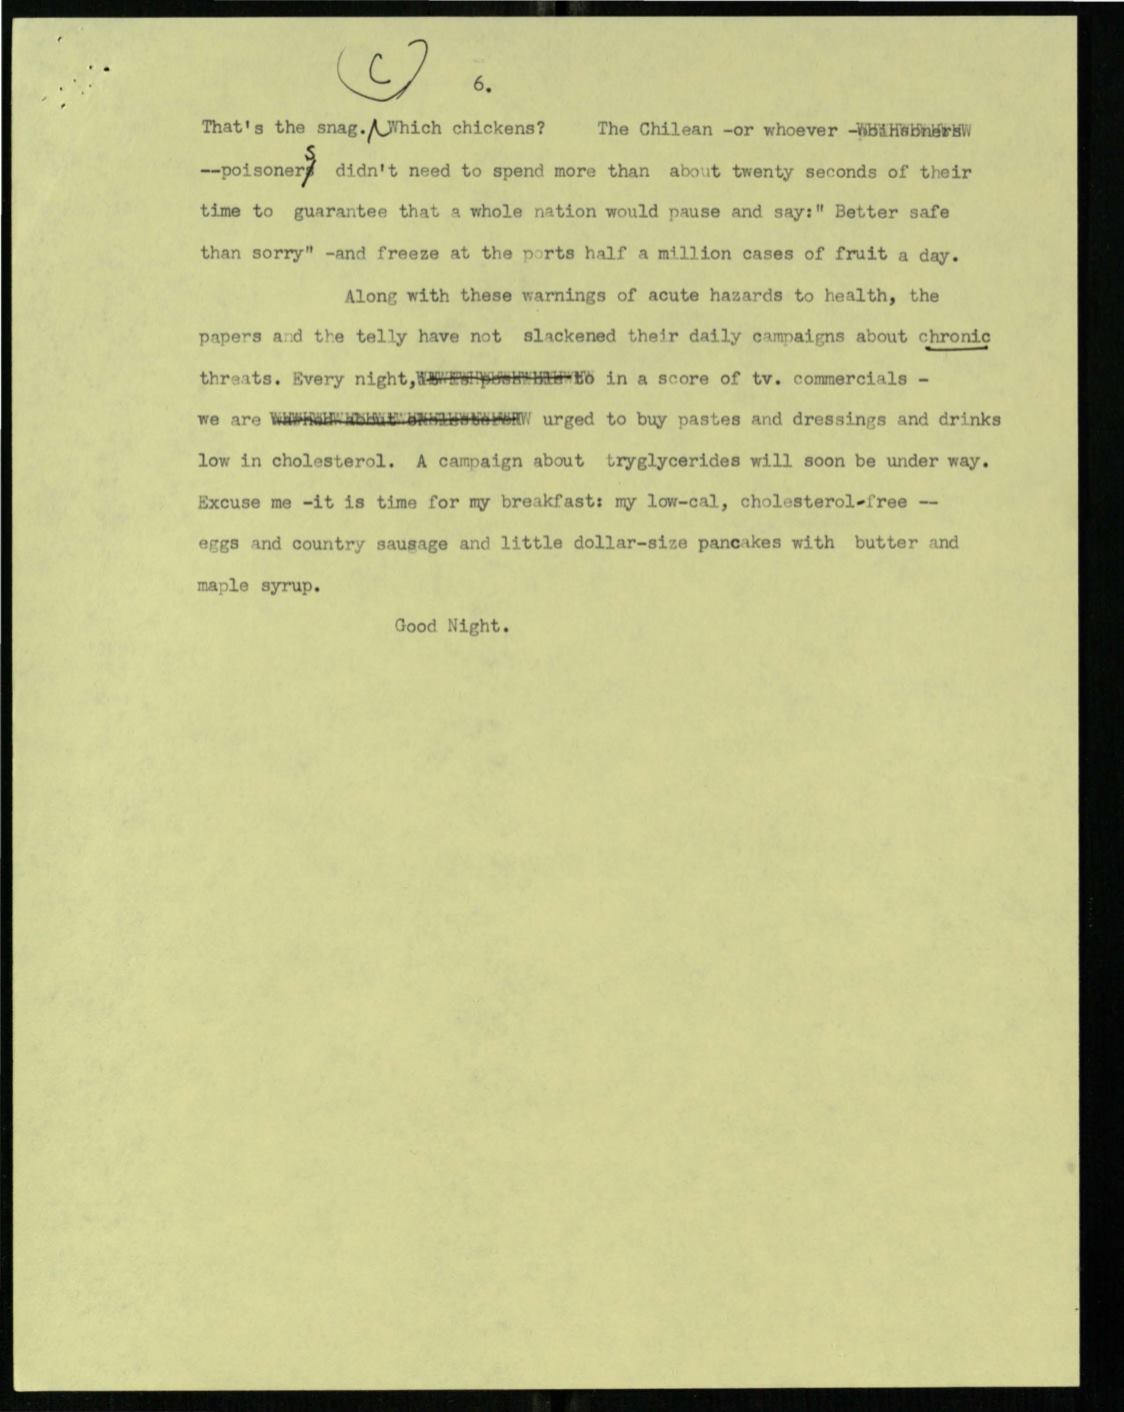 C
6.
That's the snag. Which chickens? The Chilean -or whoever -
--poisoners didn't need to spend more than about twenty seconds of their
time to guarantee that a whole nation would pause and say:" Better safe
than sorry" -and freeze at the ports half a million cases of fruit a day.
Along with these warnings of acute hazards to health, the
papers and the telly have not slackened their daily campaigns about chronic
threats. Every night, in a score of tv. commercials -
we are urged to buy pastes and dressings and drinks
low in cholesterol. A campaign about tryglycerides will soon be under way.
Excuse me -it is time for my breakfast: my low-cal, cholesterol-free --
eggs and country sausage and little dollar-size pancakes with butter and
maple syrup.
Good Night.